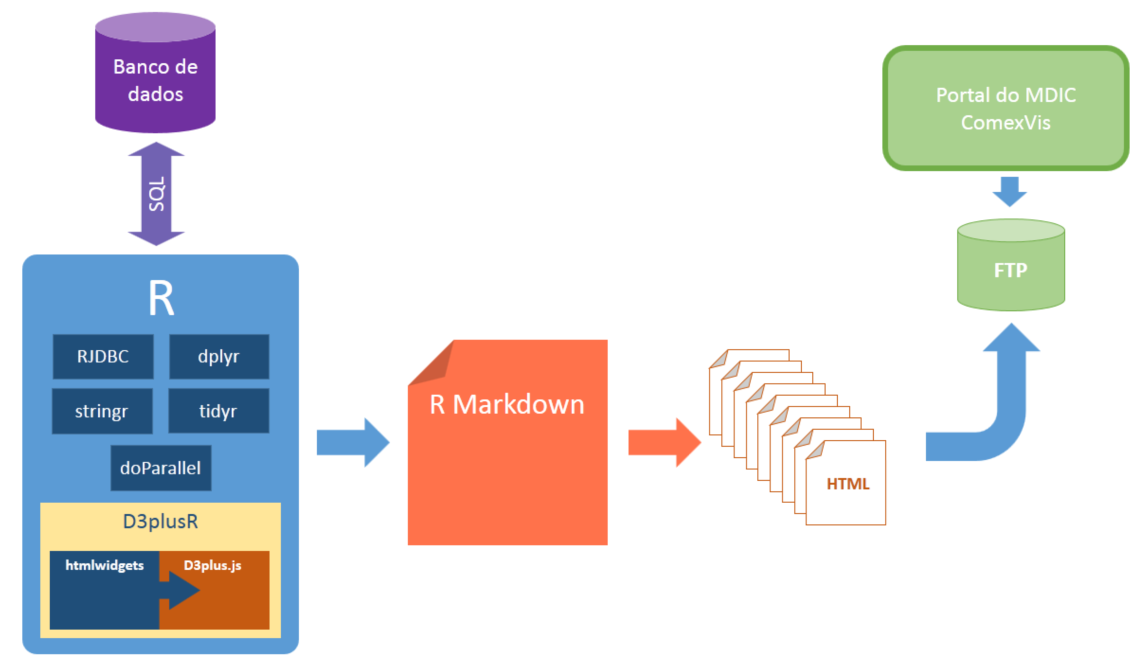 Banco de
dados
SQL
R
RJDBC
dplyr
stringr
tidyr
doParallel
D3plusR
htmlwidgets
D3plus.js
R Markdown
HTML
Portal do MDIC
ComexVis
FTP